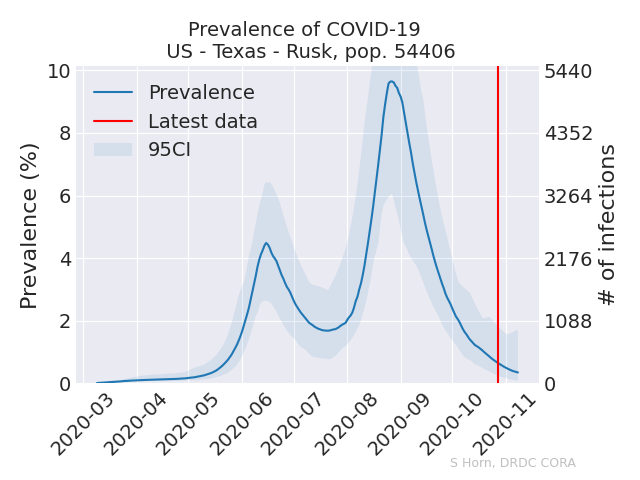 Prevalence of COVID-19
US - Texas - Rusk, pop. 54406
Prevalence
Latest data
95CI
Prevalence (%)
10
8
6
4
2
0
# of infections
5440
4352
3264
2176
1088
0
2020-03
2020-04
2020-05
2020-06
2020-07
2020-08
2020-09
2020-10
2020-11
S Horn, DRDC CORA